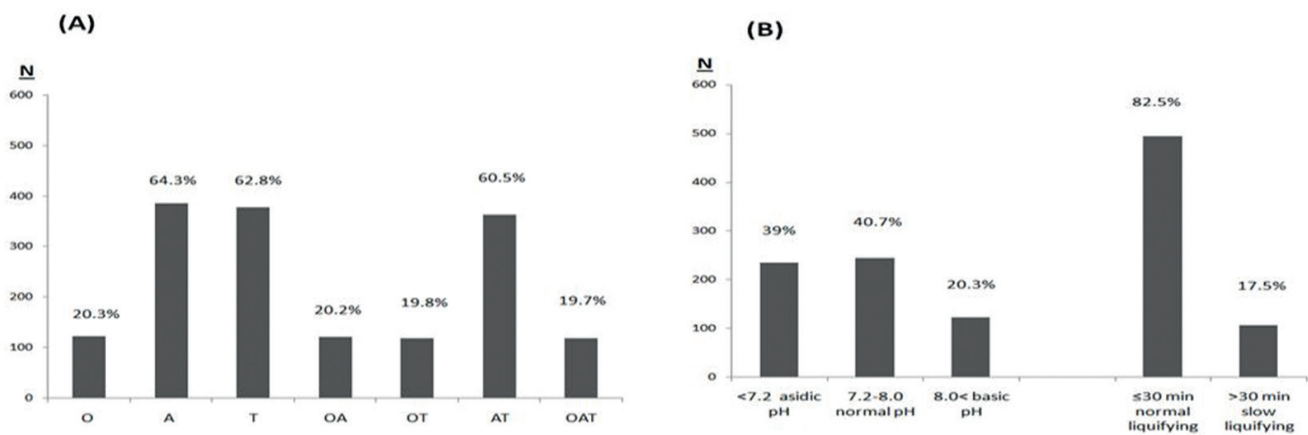 (A)
N
600
500
400
300
200
100
0
20.3%
64.3%
62.8%
20.2%
19.8%
60.5%
19.7%
O
A
T
OA
OT
AT
OAT
(B)
N
600
500
400
300
200
100
0
39%
40.7%
20.3%
82.5%
17.5%
<7.2 asidic
pH
7.2-8.0
normal pH
8.0< basic
pH
≤30 min
normal
liquifying
>30 min
slow
liquifying